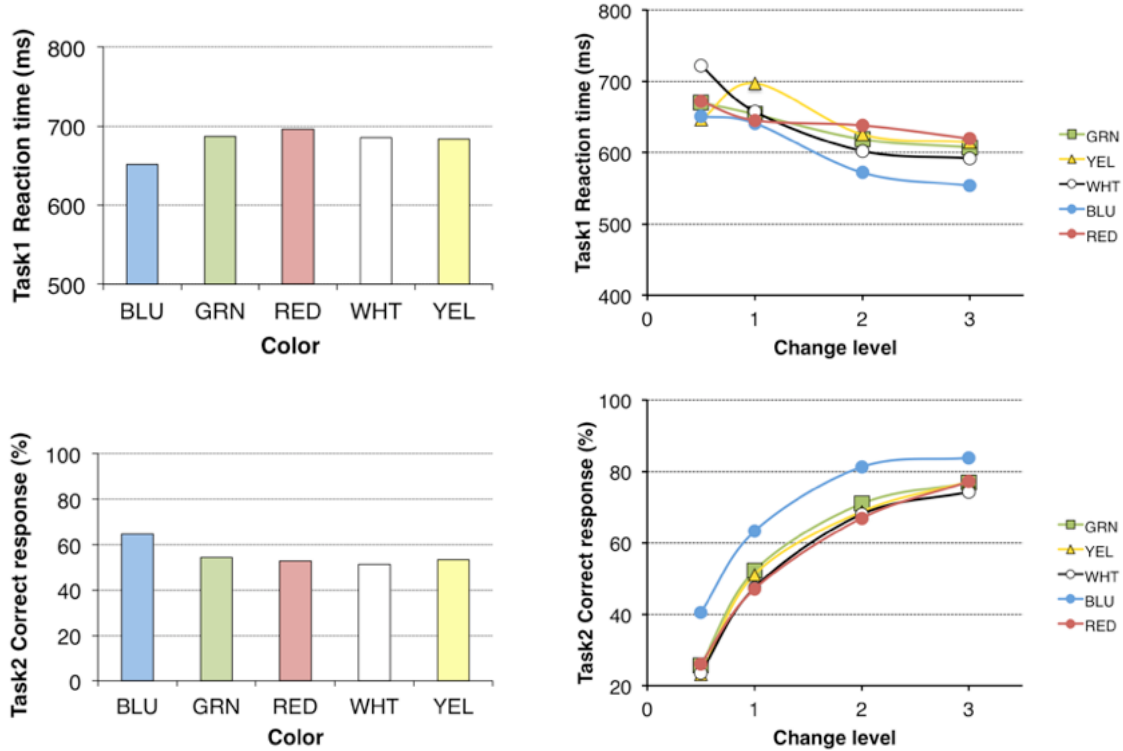 Task1 Reaction time (ms)
800
700
600
500
BLU GRN RED WHT YEL
Color
Task1 Reaction time (ms)
800
700
600
500
400
0 1 2 3
Change level
GRN
YEL
WHT
BLU
RED
Task2 Correct response (%)
100
80
60
40
20
0
BLU GRN RED WHT YEL
Color
Task2 Correct response (%)
100
80
60
40
20
0 1 2 3
Change level
GRN
YEL
WHT
BLU
RED